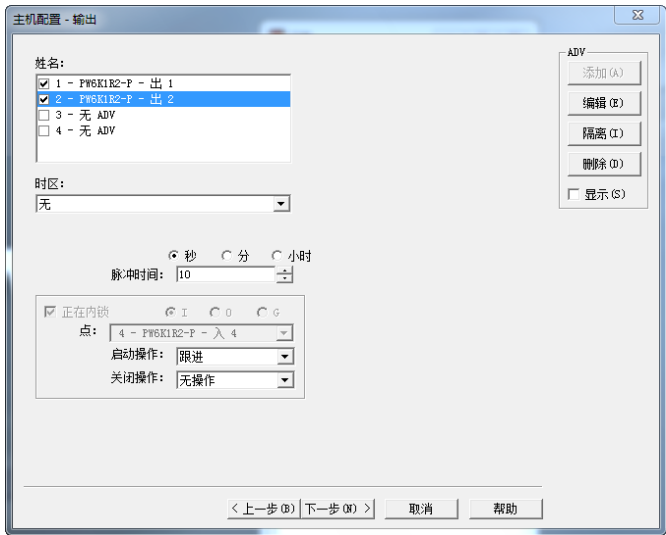 主机配置 - 输出
姓名:
1 - PW6K1R2-P - 出 1
2 - PW6K1R2-P - 出 2
3 - 无 ADV
4 - 无 ADV
时区:
无
秒 分 小时
脉冲时间: 10
正在内锁 I O G
点: 4 - PW6K1R2-P - 入 4
启动操作: 跟进
关闭操作: 无操作
ADV
添加(A)
编辑(E)
隔离(I)
删除(D)
显示(S)
< 上一步(B) 下一步(N) > 取消 帮助